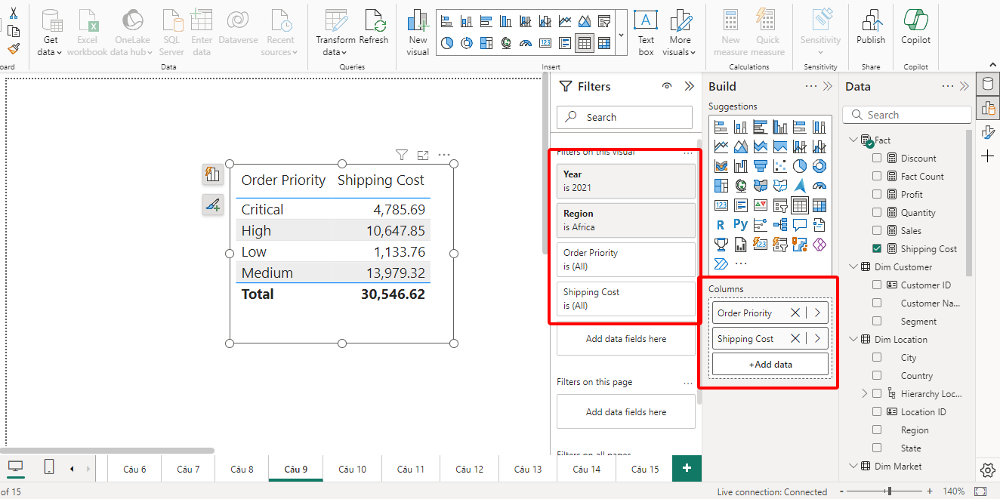 Get data
Excel workbook
OneLake data hub
SQL Server
Enter data
Dataverse
Recent sources
Transform data
Refresh
New visual
A
Text box
More visuals
New measure
Quick measure
Sensitivity
Publish
Copilot
oard
Data
Queries
Insert
Calculations
Sensitivity
Share
Copilot
Order Priority Shipping Cost
Critical 4,785.69
High 10,647.85
Low 1,133.76
Medium 13,979.32
Total 30,546.62
Filters
Search
Filters on this visual
Year
is 2021
Region
is Africa
Order Priority
is (All)
Shipping Cost
is (All)
Add data fields here
Filters on this page
Add data fields here
Filters on all pages
Build
Suggestions
123
R Py
123
Columns
Order Priority
Shipping Cost
+Add data
Data
Search
Fact
Discount
Fact Count
Profit
Quantity
Sales
Shipping Cost
Dim Customer
Customer ID
Customer Na...
Segment
Dim Location
City
Country
Hierarchy Loc...
Location ID
Region
State
Dim Market
Câu 6 Câu 7 Câu 8 Câu 9 Câu 10 Câu 11 Câu 12 Câu 13 Câu 14 Câu 15
of 15
Live connection: Connected - + 140%